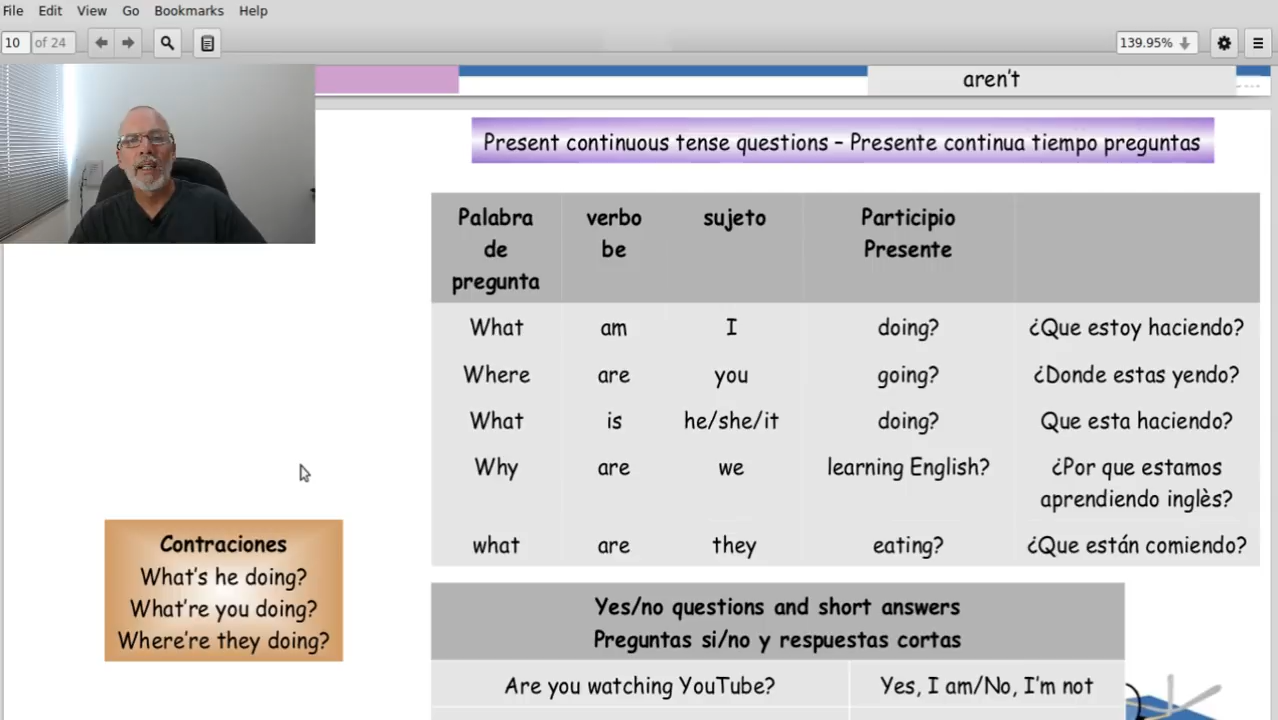 File Edit View Go Bookmarks Help
10 of 24 139.95%
aren't
Present continuous tense questions – Presente continua tiempo preguntas
Palabra de pregunta verbo be sujeto Participio Presente
What am I doing? ¿Que estoy haciendo?
Where are you going? ¿Donde estas yendo?
What is he/she/it doing? Que esta haciendo?
Why are we learning English? ¿Por que estamos aprendiendo inglès?
what are they eating? ¿Que están comiendo?
Contraciones
What's he doing?
What're you doing?
Where're they doing?
Yes/no questions and short answers
Preguntas si/no y respuestas cortas
Are you watching YouTube? Yes, I am/No, I'm not